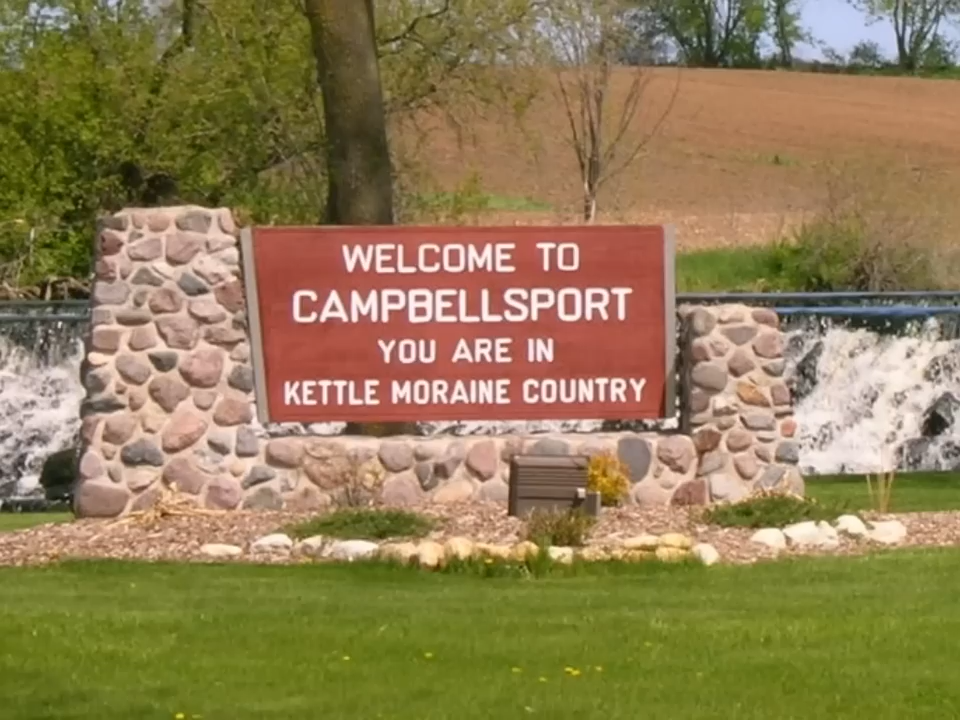 WELCOME TO
CAMPBELLSPORT
YOU ARE IN
KETTLE MORAINE COUNTRY